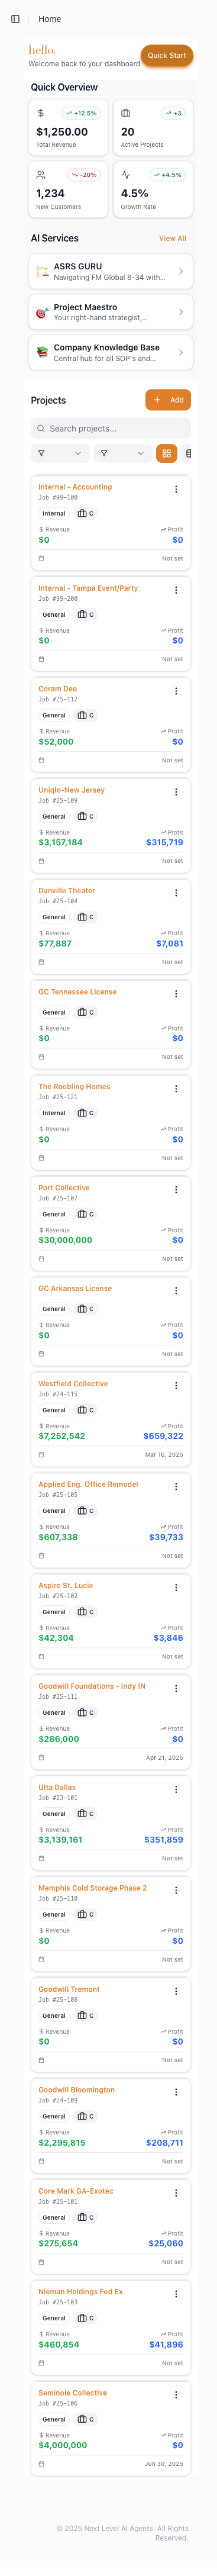 Home
hello.
Welcome back to your dashboard
Quick Start
Quick Overview
+12.5%
$1,250.00
Total Revenue
+3
20
Active Projects
-20%
1,234
New Customers
+4.5%
4.5%
Growth Rate
AI Services
View All
ASRS GURU
Navigating FM Global 8-34 with...
Project Maestro
Your right-hand strategist,...
Company Knowledge Base
Central hub for all SOP's and...
Projects
Add
Search projects...
Internal - Accounting
Job #99-100
Internal
C
Revenue
Profit
$0
$0
Not set
Internal - Tampa Event/Party
Job #99-200
General
C
Revenue
Profit
$0
$0
Not set
Coram Deo
Job #25-112
General
C
Revenue
Profit
$52,000
$0
Not set
Uniqlo-New Jersey
Job #25-109
General
C
Revenue
Profit
$3,157,184
$315,719
Not set
Danville Theater
Job #25-104
General
C
Revenue
Profit
$77,887
$7,081
Not set
GC Tennessee License
General
C
Revenue
Profit
$0
$0
Not set
The Roebling Homes
Job #25-121
Internal
C
Revenue
Profit
$0
$0
Not set
Port Collective
Job #25-107
General
C
Revenue
Profit
$30,000,000
$0
Not set
GC Arkansas License
General
C
Revenue
Profit
$0
$0
Not set
Westfield Collective
Job #24-115
General
C
Revenue
Profit
$7,252,542
$659,322
Mar 16, 2025
Applied Eng. Office Remodel
Job #25-105
General
C
Revenue
Profit
$607,338
$39,733
Not set
Aspire St. Lucie
Job #25-102
General
C
Revenue
Profit
$42,304
$3,846
Not set
Goodwill Foundations - Indy IN
Job #25-111
General
C
Revenue
Profit
$286,000
$0
Apr 21, 2025
Ulta Dallas
Job #23-101
General
C
Revenue
Profit
$3,139,161
$351,859
Not set
Memphis Cold Storage Phase 2
Job #25-110
General
C
Revenue
Profit
$0
$0
Not set
Goodwill Tremont
Job #25-108
General
C
Revenue
Profit
$0
$0
Not set
Goodwill Bloomington
Job #24-109
General
C
Revenue
Profit
$2,295,815
$208,711
Not set
Core Mark GA-Exotec
Job #25-101
General
C
Revenue
Profit
$275,654
$25,060
Not set
Nieman Holdings Fed Ex
Job #25-103
General
C
Revenue
Profit
$460,854
$41,896
Not set
Seminole Collective
Job #25-106
General
C
Revenue
Profit
$4,000,000
$0
Jun 30, 2025
© 2025 Next Level AI Agents. All Rights
Reserved.